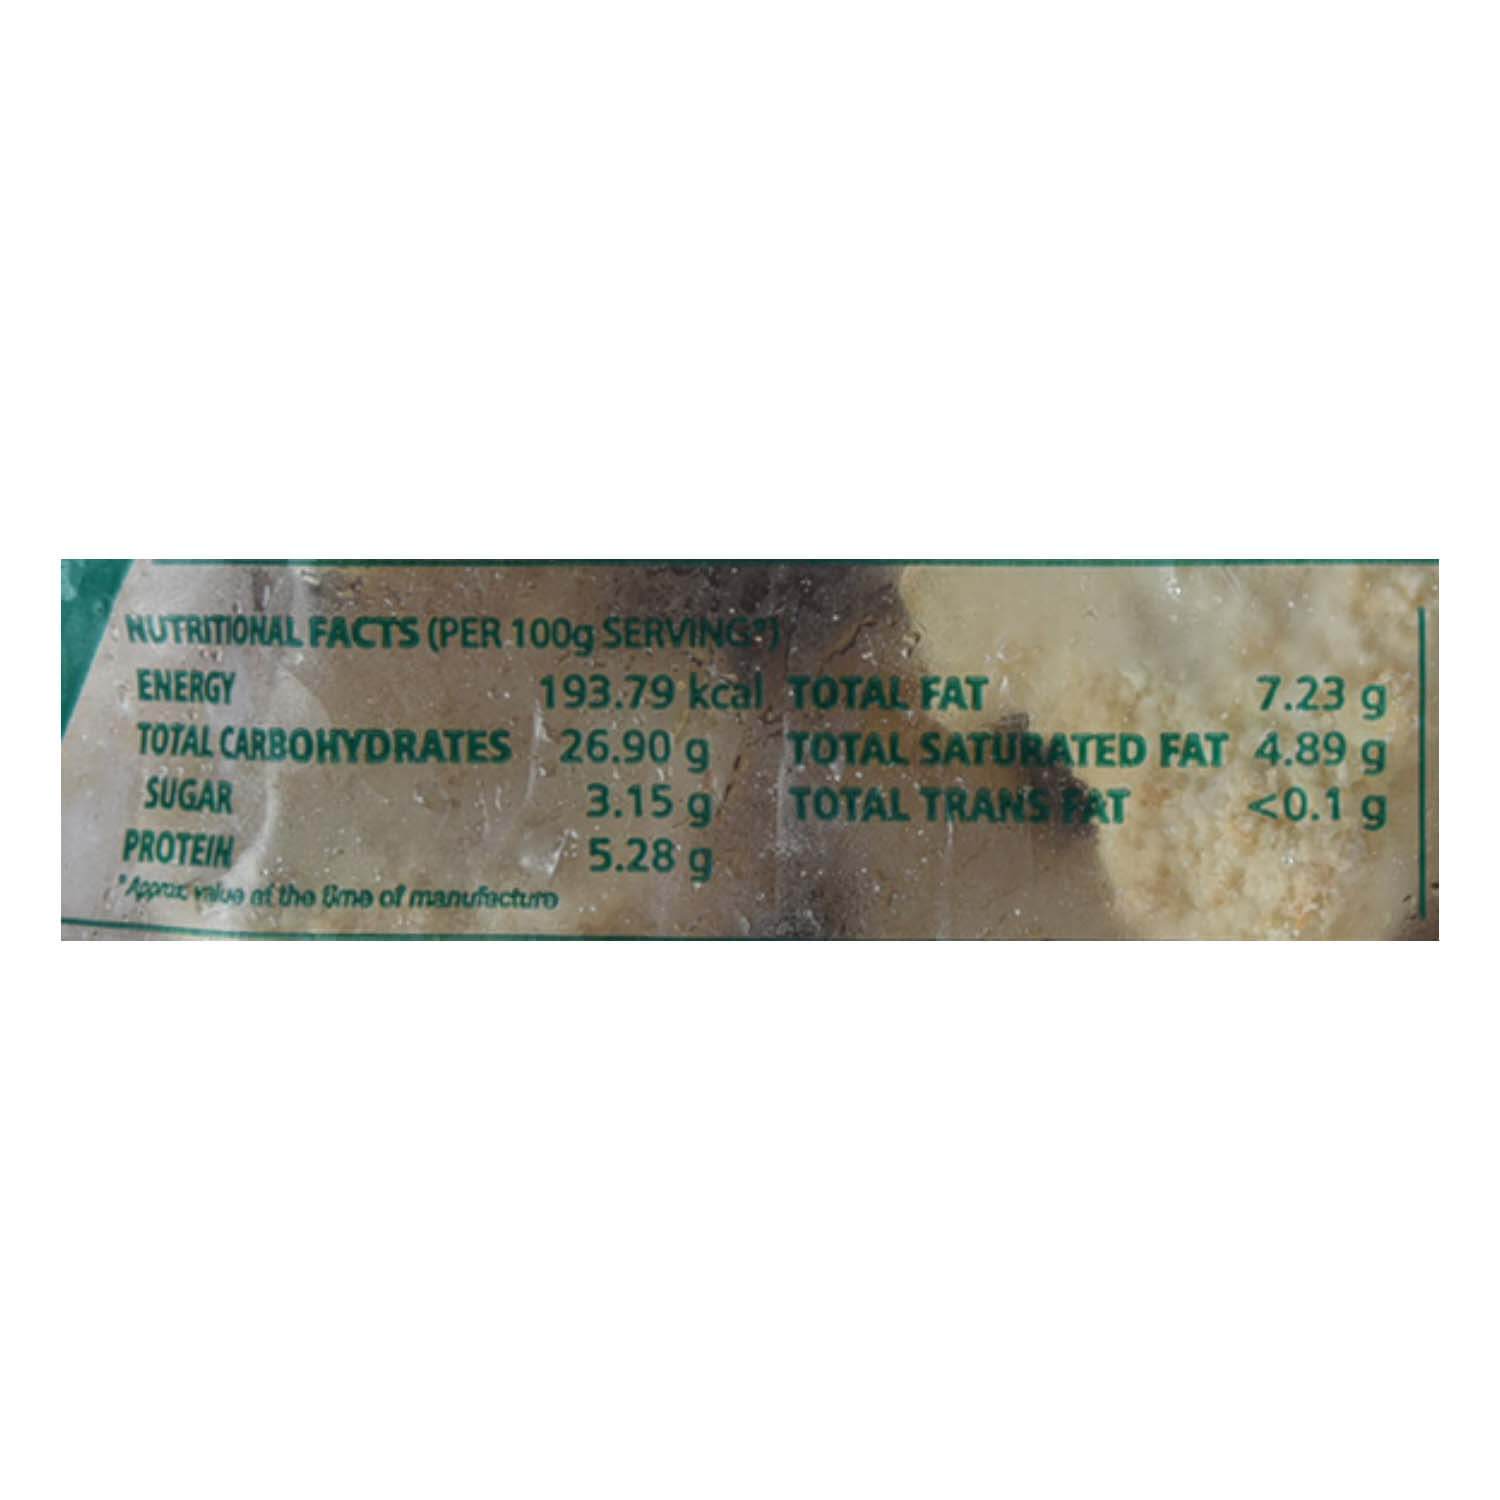 NUTRITIONAL FACTS (PER 100g SERVING*)
ENERGY 193.79 kcal
TOTAL CARBOHYDRATES 26.90 g
SUGAR 3.15 g
PROTEIN 5.28 g
*Approx. value at the time of manufacture
TOTAL FAT 7.23 g
TOTAL SATURATED FAT 4.89 g
TOTAL TRANS FAT <0.1 g